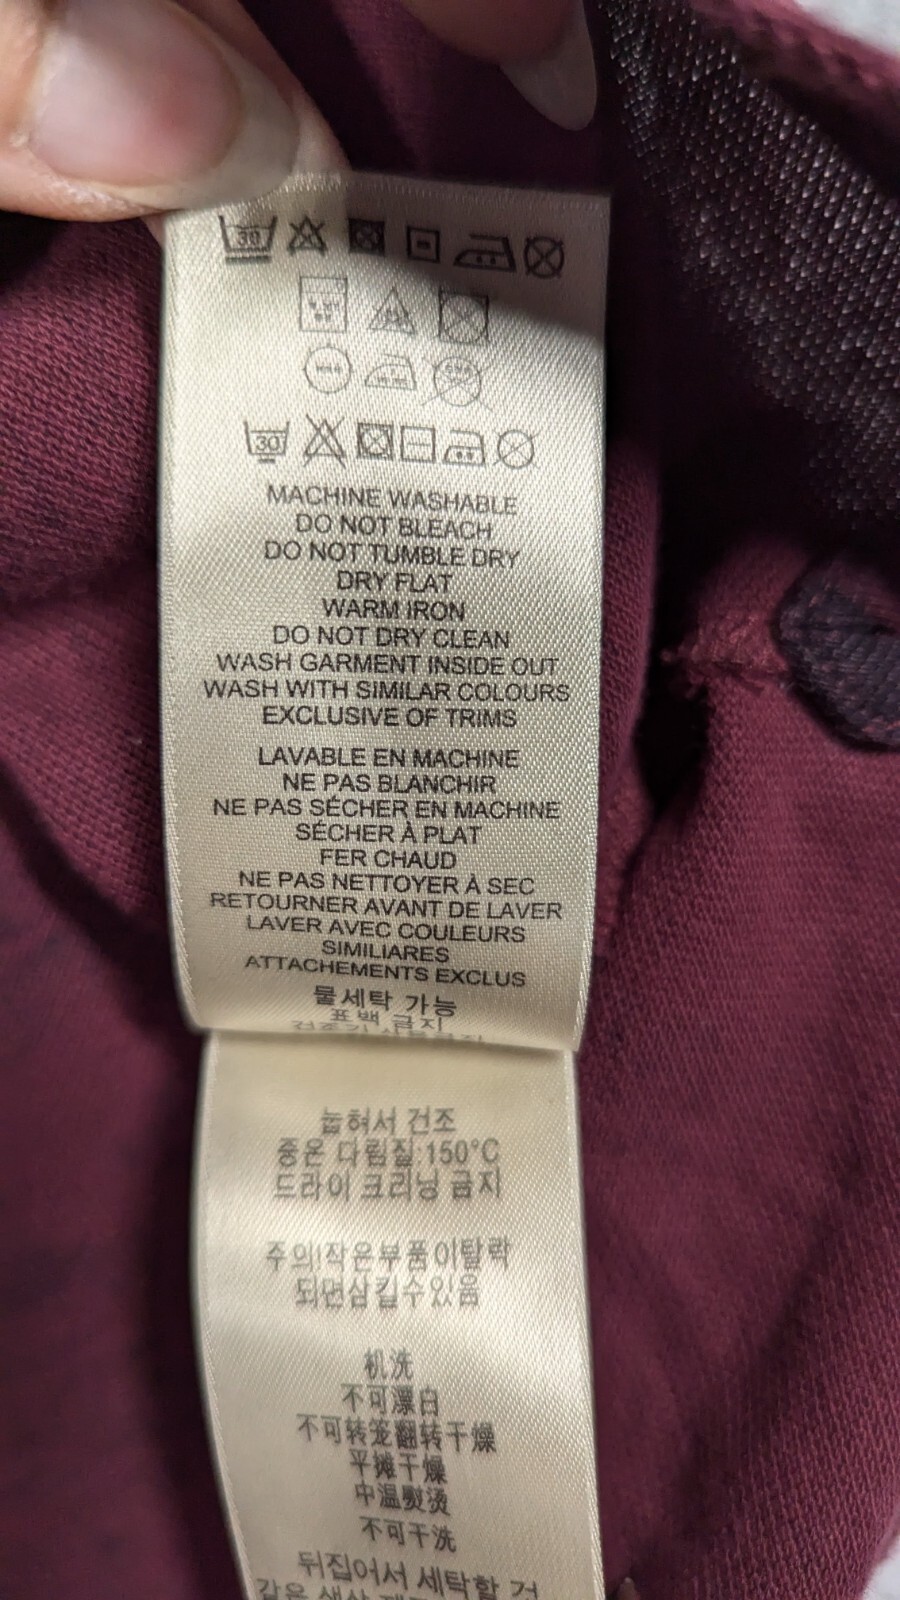 30
30
MACHINE WASHABLE
DO NOT BLEACH
DO NOT TUMBLE DRY
DRY FLAT
WARM IRON
DO NOT DRY CLEAN
WASH GARMENT INSIDE OUT
WASH WITH SIMILAR COLOURS
EXCLUSIVE OF TRIMS
LAVABLE EN MACHINE
NE PAS BLANCHIR
NE PAS SÉCHER EN MACHINE
SÉCHER À PLAT
FER CHAUD
NE PAS NETTOYER À SEC
RETOURNER AVANT DE LAVER
LAVER AVEC COULEURS
SIMILIARES
ATTACHEMENTS EXCLUS
물세탁 가능
표백 금지
눕혀서 건조
중온 다림질:150°C
드라이 크리닝 금지
주의!작은부품이탈락
되면삼킬수있음
机洗
不可漂白
不可转笼翻转干燥
平摊干燥
中温熨烫
不可干洗
뒤집어서 세탁할 것
같은 색상